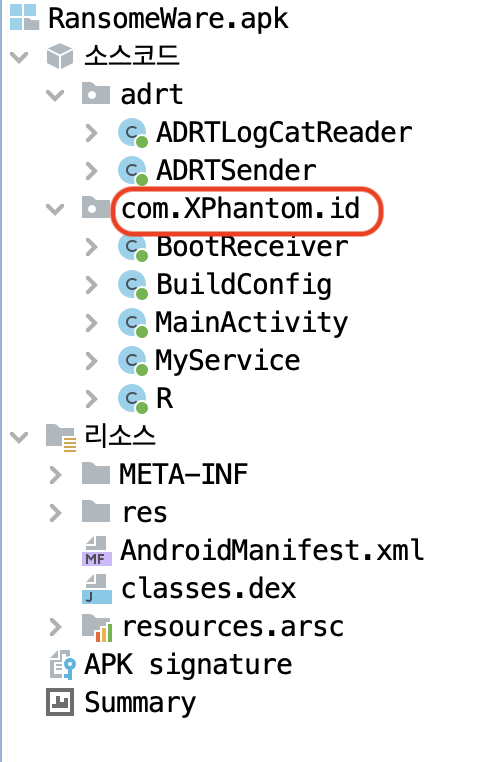 RansomeWare.apk
소스코드
adrt
ADRTLogCatReader
ADRTSender
com.XPhantom.id
BootReceiver
BuildConfig
MainActivity
MyService
R
리소스
META-INF
res
MF AndroidManifest.xml
J classes.dex
resources.arsc
APK signature
Summary